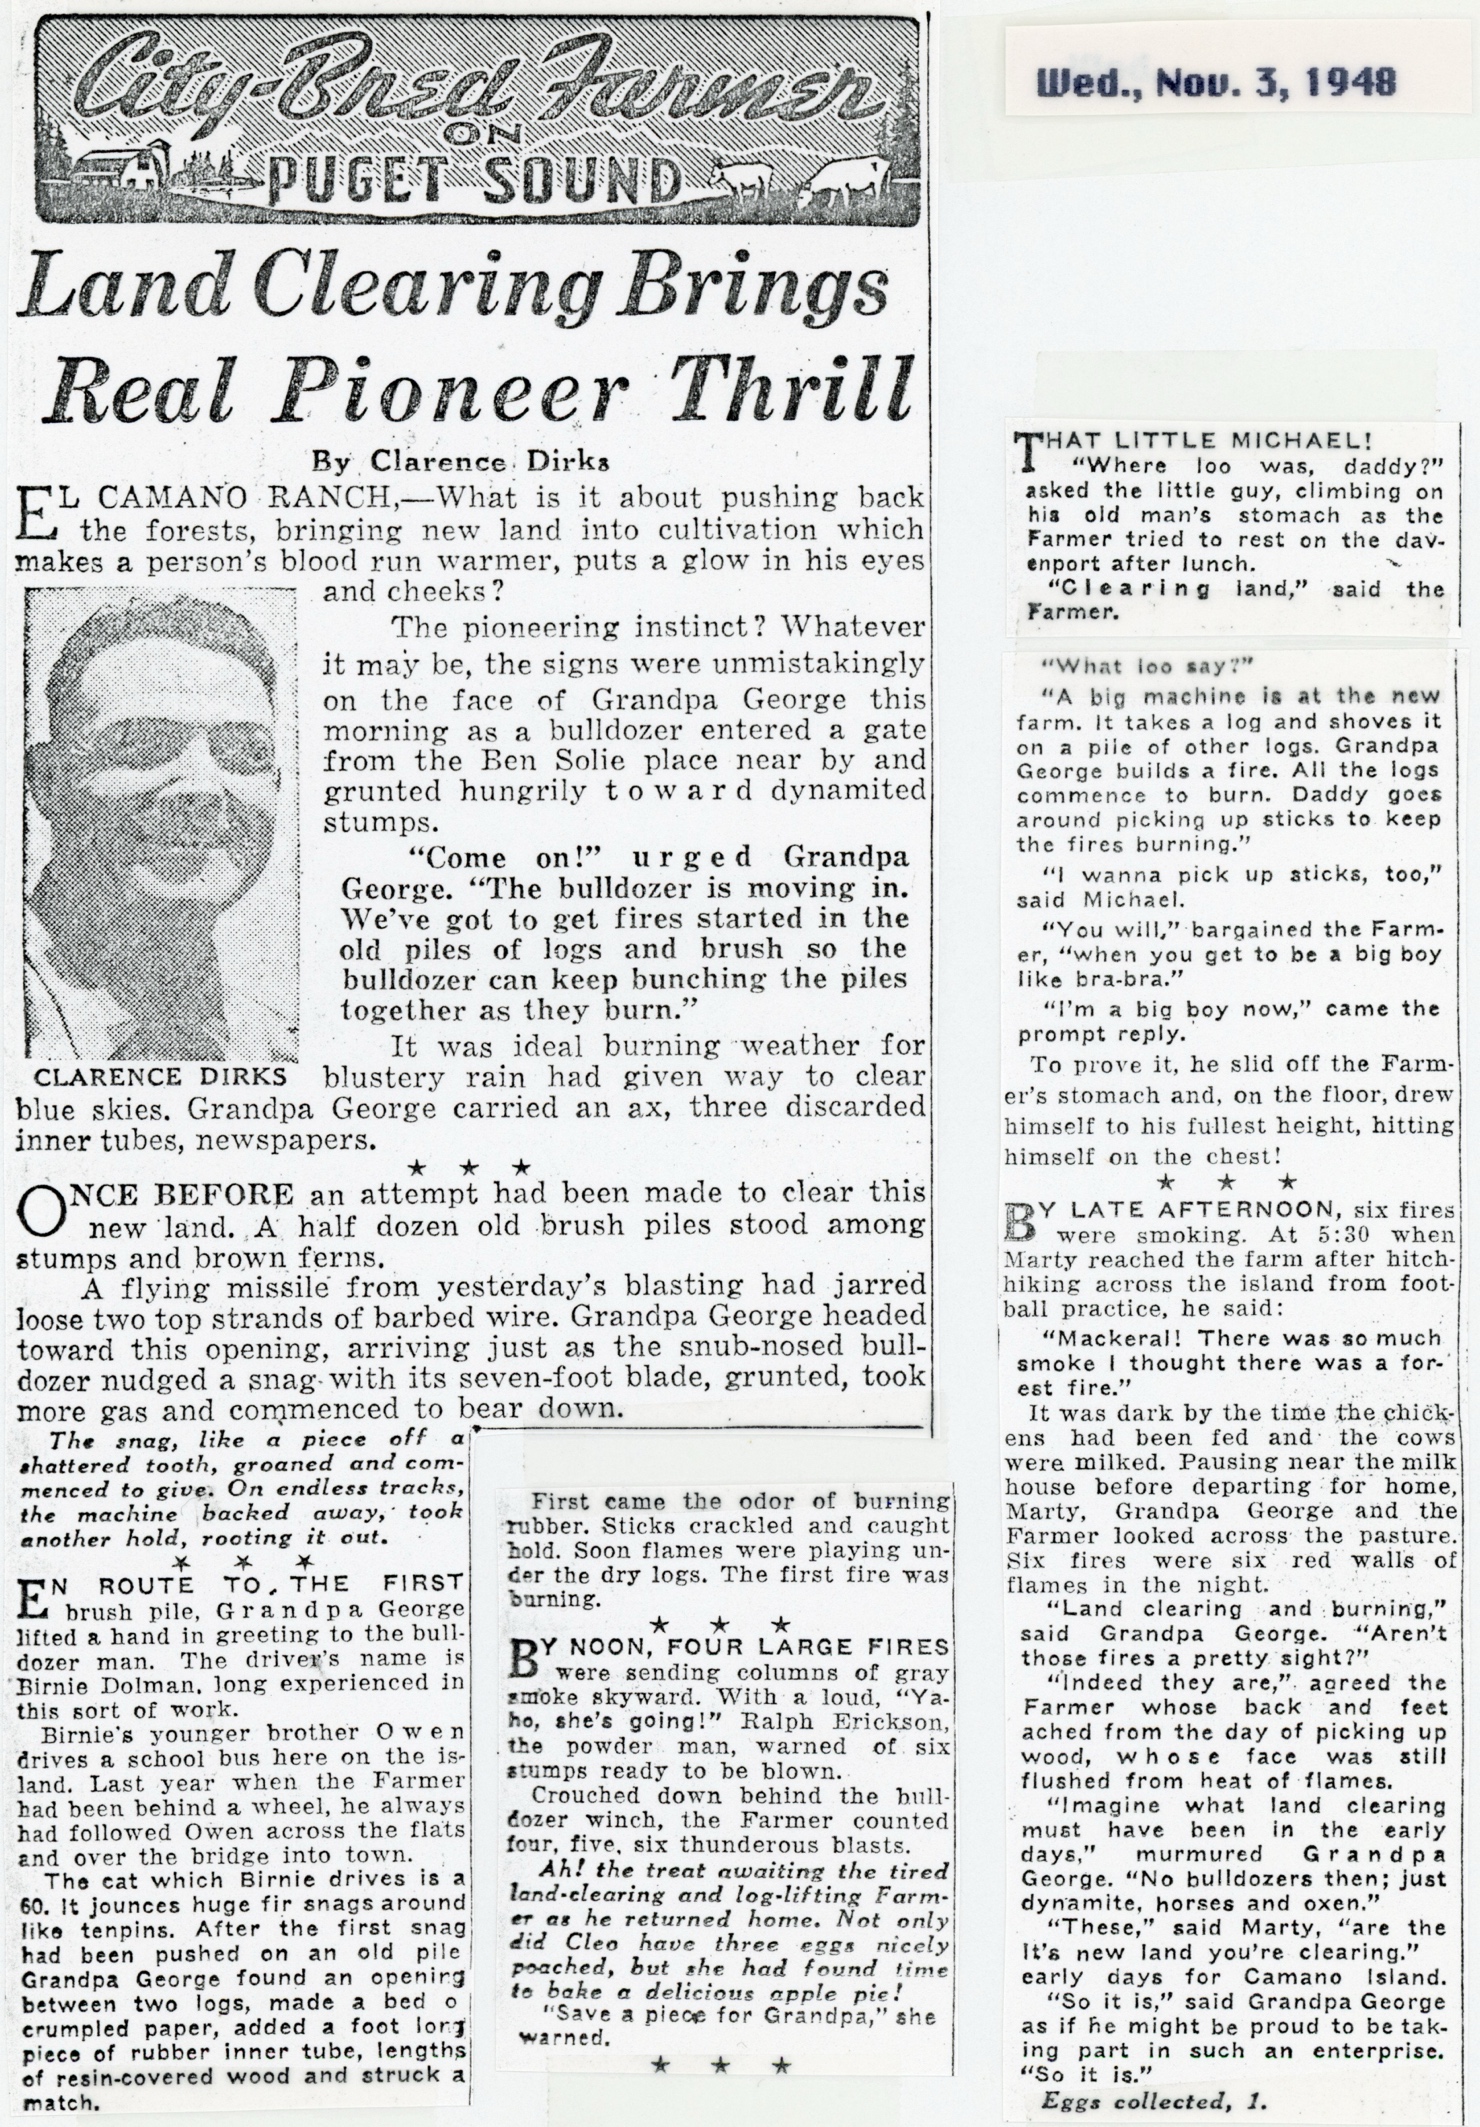 City-Bred Farmer
ON
PUGET SOUND
Wed., Nov. 3, 1948
Land Clearing Brings
Real Pioneer Thrill
By Clarence Dirks
EL CAMANO RANCH,—What is it about pushing back
the forests, bringing new land into cultivation which
makes a person's blood run warmer, puts a glow in his eyes
and cheeks?
The pioneering instinct? Whatever
it may be, the signs were unmistakingly
on the face of Grandpa George this
morning as a bulldozer entered a gate
from the Ben Solie place near by and
grunted hungrily toward dynamited
stumps.
"Come on!" urged Grandpa
George. "The bulldozer is moving in.
We've got to get fires started in the
old piles of logs and brush so the
bulldozer can keep bunching the piles
together as they burn."
It was ideal burning weather for
CLARENCE DIRKS
blustery rain had given way to clear
blue skies. Grandpa George carried an ax, three discarded
inner tubes, newspapers.
★ ★ ★
ONCE BEFORE an attempt had been made to clear this
new land. A half dozen old brush piles stood among
stumps and brown ferns.
A flying missile from yesterday's blasting had jarred
loose two top strands of barbed wire. Grandpa George headed
toward this opening, arriving just as the snub-nosed bull-
dozer nudged a snag with its seven-foot blade, grunted, took
more gas and commenced to bear down.
The snag, like a piece off a
shattered tooth, groaned and com-
menced to give. On endless tracks,
the machine backed away, took
another hold, rooting it out.
★ ★ ★
EN ROUTE TO THE FIRST
brush pile, Grandpa George
lifted a hand in greeting to the bull-
dozer man. The driver's name is
Birnie Dolman, long experienced in
this sort of work.
Birnie's younger brother Owen
drives a school bus here on the is-
land. Last year when the Farmer
had been behind a wheel, he always
had followed Owen across the flats
and over the bridge into town.
The cat which Birnie drives is a
60. It jounces huge fir snags around
like tenpins. After the first snag
had been pushed on an old pile
Grandpa George found an opening
between two logs, made a bed o
crumpled paper, added a foot long
piece of rubber inner tube, lengths
of resin-covered wood and struck a
match.
First came the odor of burning
rubber. Sticks crackled and caught
hold. Soon flames were playing un-
der the dry logs. The first fire was
burning.
★ ★ ★
BY NOON, FOUR LARGE FIRES
were sending columns of gray
smoke skyward. With a loud, "Ya-
ho, she's going!" Ralph Erickson,
the powder man, warned of six
stumps ready to be blown.
Crouched down behind the bull-
dozer winch, the Farmer counted
four, five, six thunderous blasts.
Ah! the treat awaiting the tired
land-clearing and log-lifting Farm-
er as he returned home. Not only
did Cleo have three eggs nicely
poached, but she had found time
to bake a delicious apple pie!
"Save a piece for Grandpa," she
warned.
★ ★ ★
THAT LITTLE MICHAEL!
"Where loo was, daddy?"
asked the little guy, climbing on
his old man's stomach as the
Farmer tried to rest on the dav-
enport after lunch.
"Clearing land," said the
Farmer.
"What loo say?"
"A big machine is at the new
farm. It takes a log and shoves it
on a pile of other logs. Grandpa
George builds a fire. All the logs
commence to burn. Daddy goes
around picking up sticks to keep
the fires burning."
"I wanna pick up sticks, too,"
said Michael.
"You will," bargained the Farm-
er, "when you get to be a big boy
like bra-bra."
"I'm a big boy now," came the
prompt reply.
To prove it, he slid off the Farm-
er's stomach and, on the floor, drew
himself to his fullest height, hitting
himself on the chest!
★ ★ ★
BY LATE AFTERNOON, six fires
were smoking. At 5:30 when
Marty reached the farm after hitch-
hiking across the island from foot-
ball practice, he said:
"Mackeral! There was so much
smoke I thought there was a for-
est fire."
It was dark by the time the chick-
ens had been fed and the cows
were milked. Pausing near the milk
house before departing for home,
Marty, Grandpa George and the
Farmer looked across the pasture.
Six fires were six red walls of
flames in the night.
"Land clearing and burning,"
said Grandpa George. "Aren't
those fires a pretty sight?"
"Indeed they are," agreed the
Farmer whose back and feet
ached from the day of picking up
wood, whose face was still
flushed from heat of flames.
"Imagine what land clearing
must have been in the early
days," murmured Grandpa
George. "No bulldozers then; just
dynamite, horses and oxen."
"These," said Marty, "are the
It's new land you're clearing."
early days for Camano Island.
"So it is," said Grandpa George
as if he might be proud to be tak-
ing part in such an enterprise.
"So it is."
Eggs collected, 1.